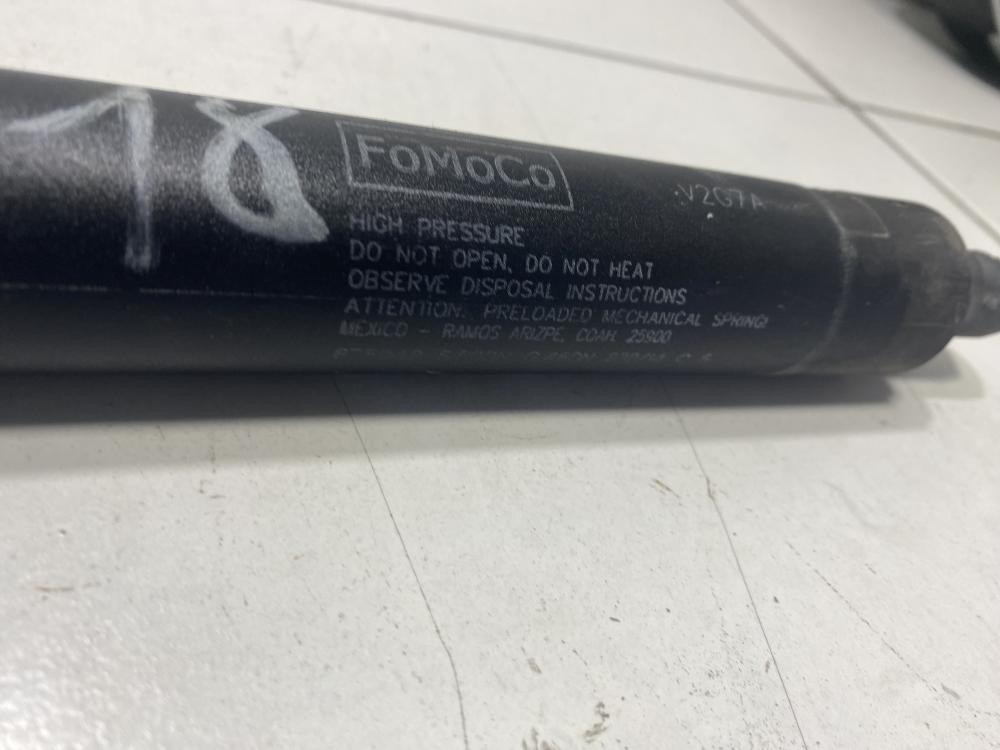 18
FoMoCo
V2G7A
HIGH PRESSURE
DO NOT OPEN, DO NOT HEAT
OBSERVE DISPOSAL INSTRUCTIONS
ATTENTION: PRELOADED MECHANICAL SPRING!
MEXICO - RAMOS ARIZPE, COAH. 25900